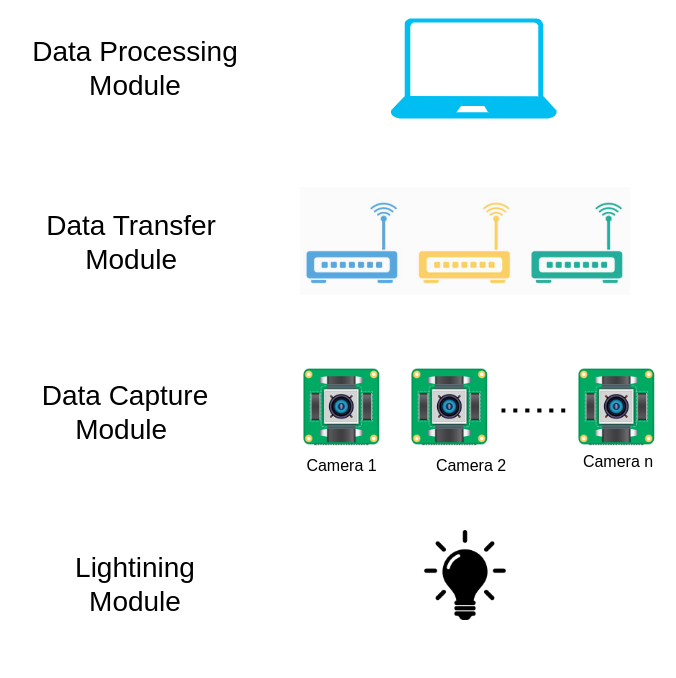 Data Processing
Module
Data Transfer
Module
Data Capture
Module
Camera 1
Camera 2
Camera n
Lightining
Module